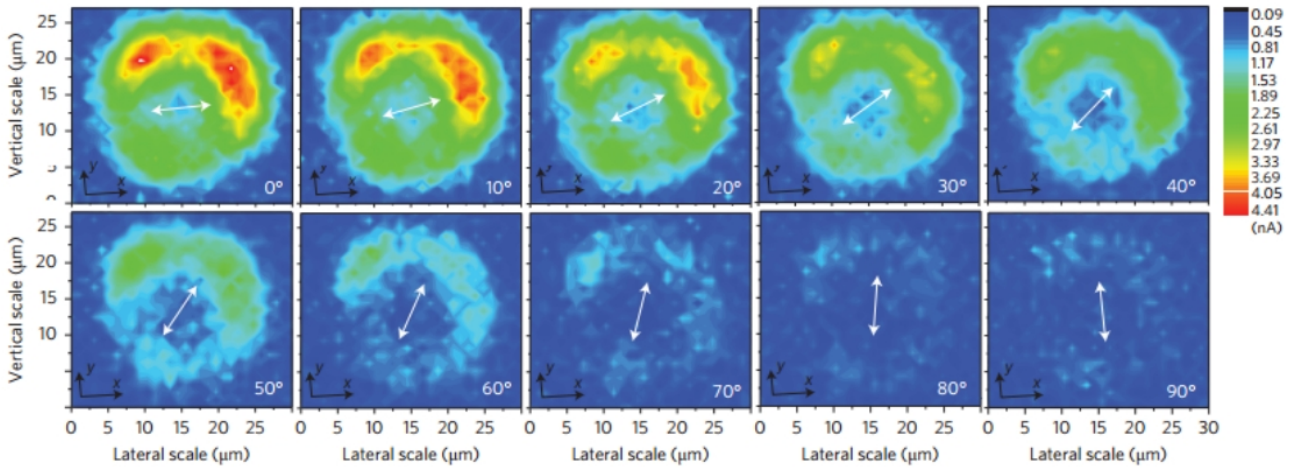 Vertical scale (μm)
25
20
15
10
y
x
0°
y
x
10°
x
20°
x
30°
x
40°
0.09
0.45
0.81
1.17
1.53
1.89
2.25
2.61
2.97
3.33
3.69
4.05
4.41
(nA)
Vertical scale (μm)
25
20
15
10
y
x
50°
y
x
60°
y
x
70°
y
x
80°
y
x
90°
0 5 10 15 20 25
0 5 10 15 20 25
0 5 10 15 20 25
0 5 10 15 20 25
0 5 10 15 20 25 30
Lateral scale (μm)
Lateral scale (μm)
Lateral scale (μm)
Lateral scale (μm)
Lateral scale (μm)